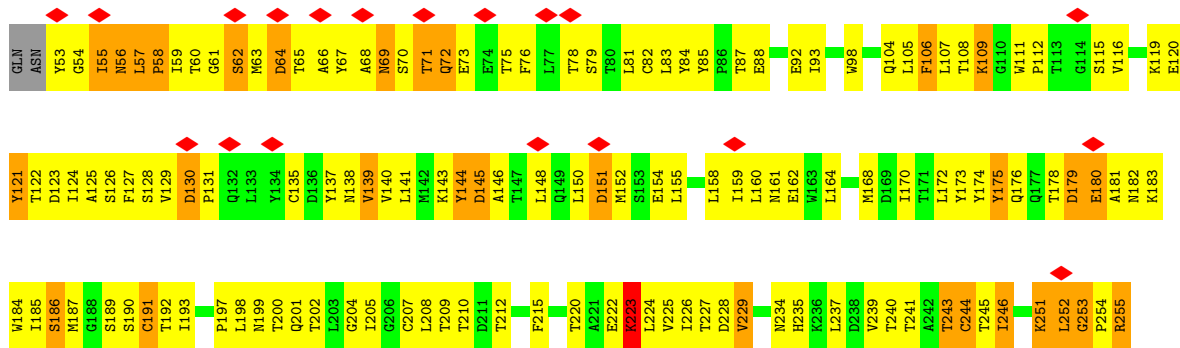 GLN ASN Y53 G54 I55 N56 L57 P58 I59 T60 G61 S62 M63 D64 T65 A66 Y67 A68 N69 S70 T71 Q72 E73 E74 T75 F76 L77 T78 S79 T80 L81 C82 L83 Y84 Y85 P86 T87 E88 E92 I93 W98 Q104 L105 F106 L107 T108 K109 G110 W111 P112 T113 G114 S115 V116 K119 E120
Y121 T122 D123 I124 A125 S126 F127 S128 V129 D130 P131 Q132 L133 Y134 C135 D136 Y137 N138 V139 V140 L141 M142 K143 Y144 D145 A146 T147 L148 Q149 L150 D151 M152 S153 E154 L155 L158 I159 L160 N161 E162 W163 L164 M168 D169 I170 T171 L172 Y173 Y174 Y175 Q176 Q177 T178 D179 E180 A181 N182 K183
W184 I185 S186 M187 G188 S189 S190 C191 T192 I193 P197 L198 N199 T200 Q201 T202 L203 G204 I205 G206 C207 L208 T209 T210 D211 T212 F215 T220 A221 E222 K223 L224 V225 I226 T227 D228 V229 N234 H235 K236 L237 D238 V239 T240 T241 A242 T243 C244 T245 I246 K251 L252 G253 P254 R255